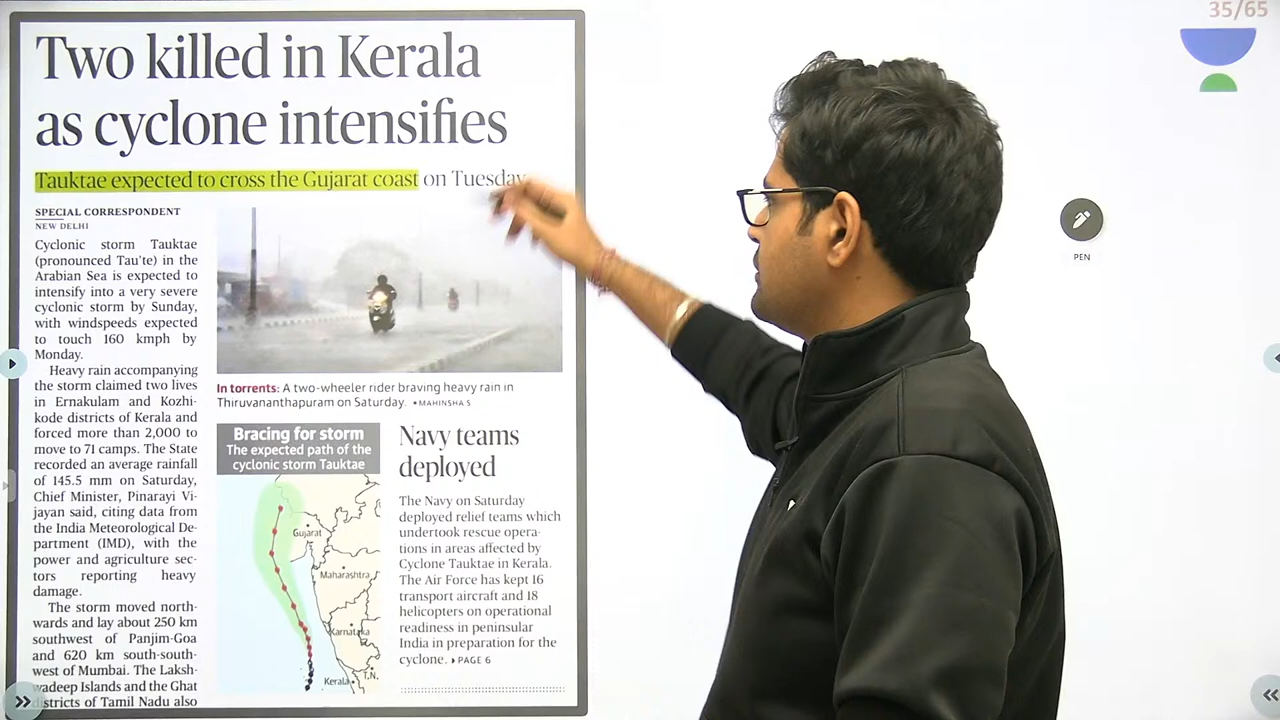 35/65
Two killed in Kerala
as cyclone intensifies
Tauktae expected to cross the Gujarat coast on Tuesday
SPECIAL CORRESPONDENT
NEW DELHI
Cyclonic storm Tauktae
(pronounced Tau'te) in the
Arabian Sea is expected to
intensify into a very severe
cyclonic storm by Sunday,
with windspeeds expected
to touch 160 kmph by
Monday.
Heavy rain accompanying
the storm claimed two lives
in Ernakulam and Kozhi-
kode districts of Kerala and
forced more than 2,000 to
move to 71 camps. The State
recorded an average rainfall
of 145.5 mm on Saturday,
Chief Minister, Pinarayi Vi-
jayan said, citing data from
the India Meteorological De-
partment (IMD), with the
power and agriculture sec-
tors reporting heavy
damage.
The storm moved north-
wards and lay about 250 km
southwest of Panjim-Goa
and 620 km south-south-
west of Mumbai. The Laksh-
wadeep Islands and the Ghat
districts of Tamil Nadu also
In torrents: A two-wheeler rider braving heavy rain in
Thiruvananthapuram on Saturday. •MAHINSHA S
Bracing for storm
The expected path of the
cyclonic storm Tauktae
Gujarat
Maharashtra
Karnataka
Kerala
T.N.
Navy teams
deployed
The Navy on Saturday
deployed relief teams which
undertook rescue opera-
tions in areas affected by
Cyclone Tauktae in Kerala.
The Air Force has kept 16
transport aircraft and 18
helicopters on operational
readiness in peninsular
India in preparation for the
cyclone. PAGE 6
PEN